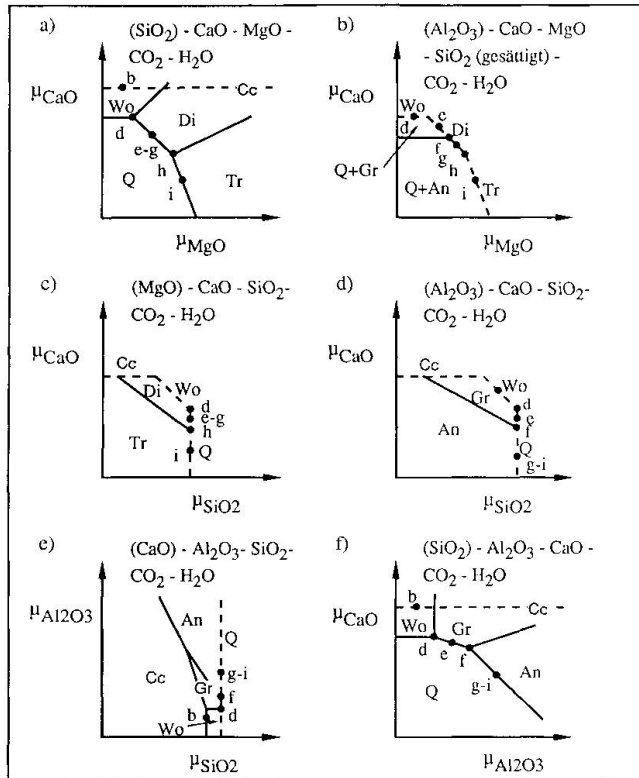 a) (SiO2) - CaO - MgO -
CO2 - H2O
μCaO
b
Cc
Wo
d
Di
e-g
h
Q
i
Tr
μMgO
b) (Al2O3) - CaO - MgO
- SiO2 (gesättigt) -
CO2 - H2O
μCaO
Wo
e
d
Di
f
g
h
Q+Gr
Q+An
i
Tr
μMgO
c) (MgO) - CaO - SiO2-
CO2 - H2O
μCaO
Cc
Di
Wo
d
e-g
h
Tr
i
Q
μSiO2
d) (Al2O3) - CaO - SiO2-
CO2 - H2O
μCaO
Cc
Wo
Gr
d
e
f
An
Q
g-i
μSiO2
e) (CaO) - Al2O3- SiO2-
CO2 - H2O
μAl2O3
An
Q
Cc
g-i
Gr
f
b
d
Wo
μSiO2
f) (SiO2) - Al2O3 - CaO -
CO2 - H2O
μCaO
b
Cc
Wo
Gr
d
e
f
An
g-i
Q
μAl2O3